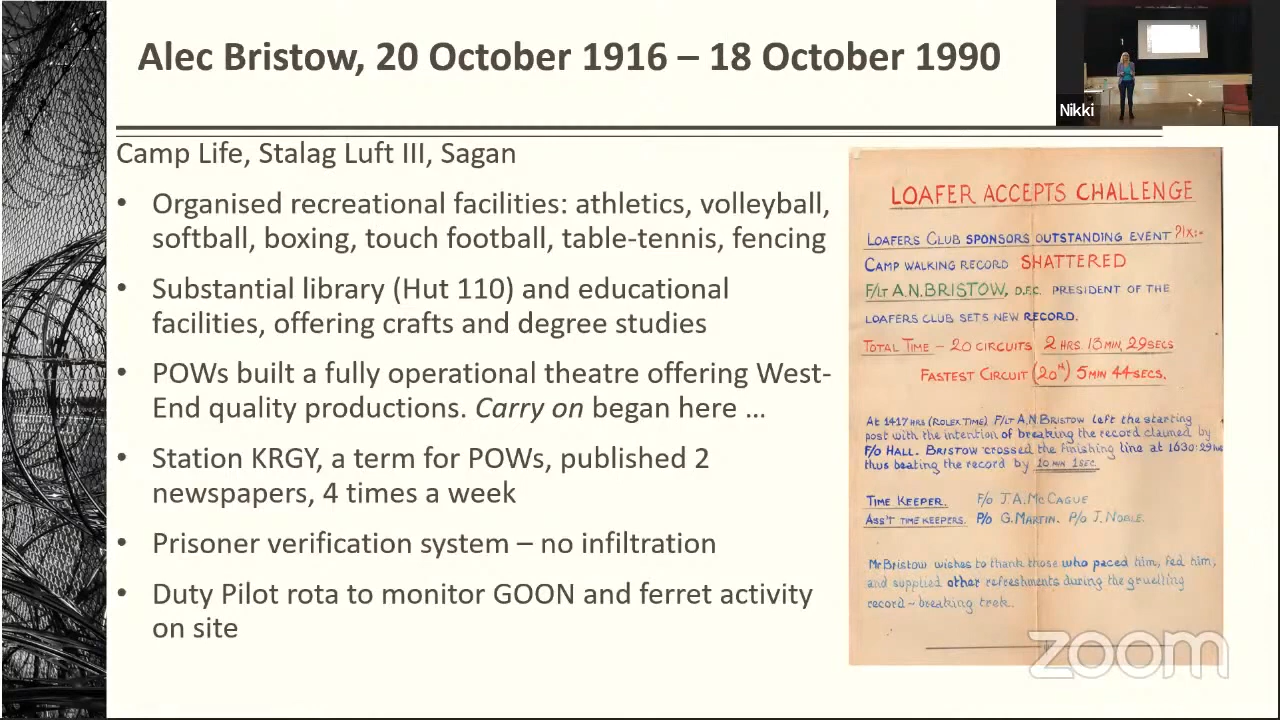 Alec Bristow, 20 October 1916 – 18 October 1990
Nikki
Camp Life, Stalag Luft III, Sagan
• Organised recreational facilities: athletics, volleyball,
softball, boxing, touch football, table-tennis, fencing
• Substantial library (Hut 110) and educational
facilities, offering crafts and degree studies
• POWs built a fully operational theatre offering West-
End quality productions. Carry on began here ...
• Station KRGY, a term for POWs, published 2
newspapers, 4 times a week
• Prisoner verification system – no infiltration
• Duty Pilot rota to monitor GOON and ferret activity
on site
LOAFER ACCEPTS CHALLENGE
LOAFERS CLUB SPONSORS OUTSTANDING EVENT
CAMP WALKING RECORD SHATTERED
F/LT A.N. BRISTOW, D.F.C. PRESIDENT OF THE
LOAFERS CLUB SETS NEW RECORD.
TOTAL TIME – 20 CIRCUITS 2 HRS. 13 MIN, 29 SECS
FASTEST CIRCUIT (20TH) 5 MIN 44 SECS.
At 1417 HRS (ROLEX TIME) F/LT A.N. BRISTOW left the starting
post with the intention of breaking the record claimed by
F/O HALL. BRISTOW crossed the finishing line at 1630:29 HRS
thus beating the record by 10 MIN 1 SEC.
TIME KEEPER. F/O J.A. McCAGUE
ASS'T TIME KEEPERS. P/O G. MARTIN. P/O J. NOBLE.
Mr Bristow wishes to thank those who paced him, fed him,
and supplied other refreshments during the gruelling
record – breaking trek.
zoom